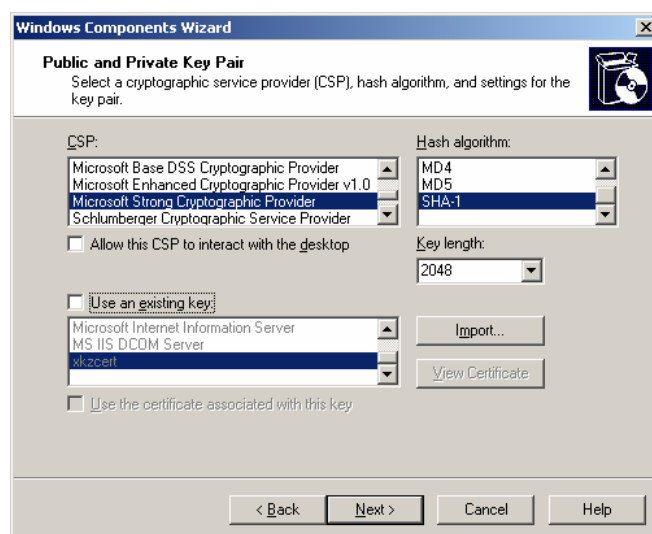 Windows Components Wizard
Public and Private Key Pair
Select a cryptographic service provider (CSP), hash algorithm, and settings for the
key pair.
CSP:
Microsoft Base DSS Cryptographic Provider
Microsoft Enhanced Cryptographic Provider v1.0
Microsoft Strong Cryptographic Provider
Schlumberger Cryptographic Service Provider
Allow this CSP to interact with the desktop
Hash algorithm:
MD4
MD5
SHA-1
Key length:
2048
Use an existing key:
Microsoft Internet Information Server
MS IIS DCOM Server
xkzcert
Import...
View Certificate
Use the certificate associated with this key
< Back
Next >
Cancel
Help